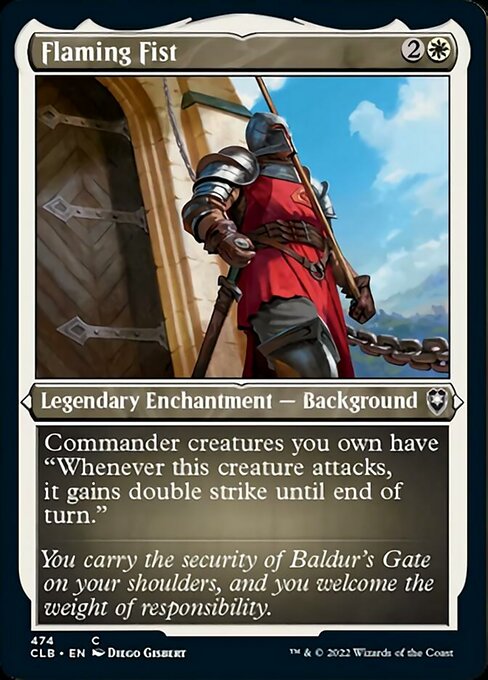 Flaming Fist 2
Legendary Enchantment — Background
Commander creatures you own have
“Whenever this creature attacks,
it gains double strike until end of
turn.”
You carry the security of Baldur’s Gate
on your shoulders, and you welcome the
weight of responsibility.
474 C
CLB • EN Diego Gisbert ™ & © 2022 Wizards of the Coast